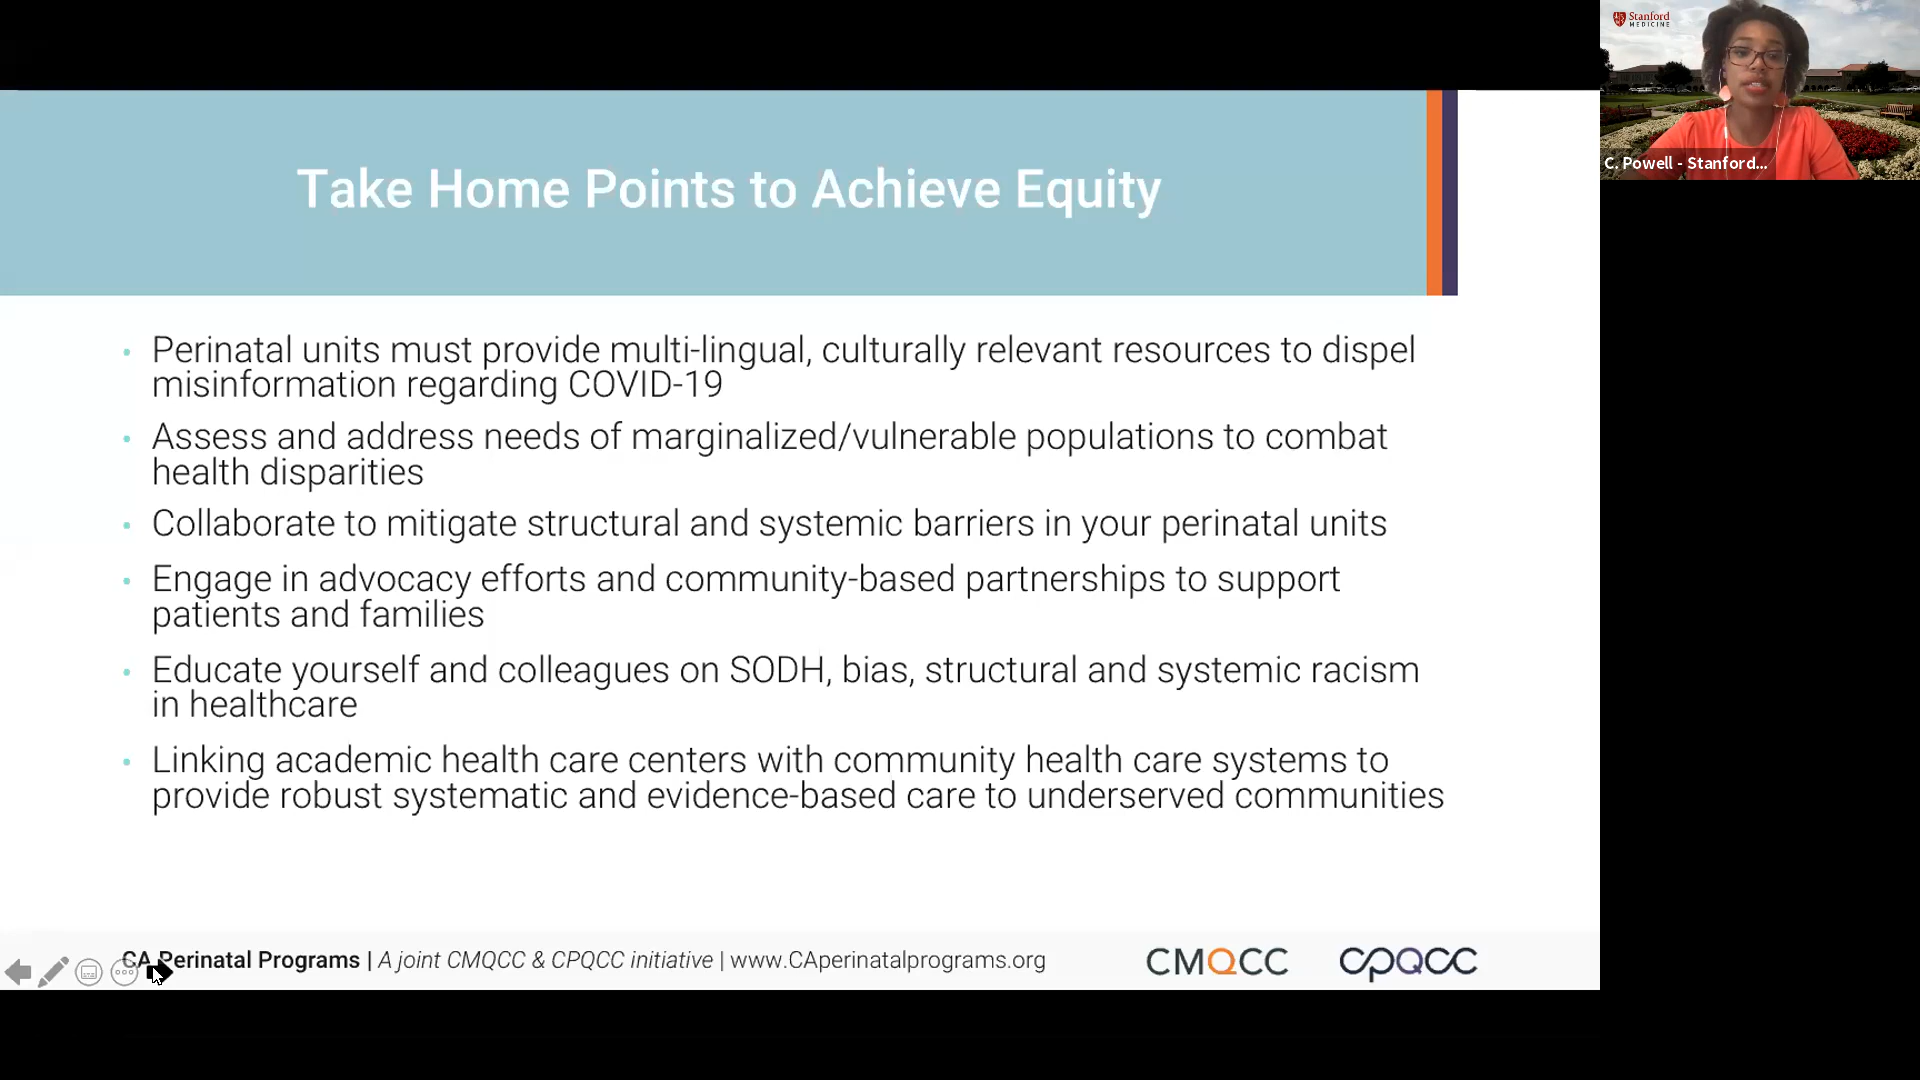 Stanford
MEDICINE
C. Powell - Stanford...
Take Home Points to Achieve Equity
• Perinatal units must provide multi-lingual, culturally relevant resources to dispel
misinformation regarding COVID-19
• Assess and address needs of marginalized/vulnerable populations to combat
health disparities
• Collaborate to mitigate structural and systemic barriers in your perinatal units
• Engage in advocacy efforts and community-based partnerships to support
patients and families
• Educate yourself and colleagues on SODH, bias, structural and systemic racism
in healthcare
• Linking academic health care centers with community health care systems to
provide robust systematic and evidence-based care to underserved communities
CA Perinatal Programs | A joint CMQCC & CPQCC initiative | www.CAperinatalprograms.org
CMQCC
CPQCC